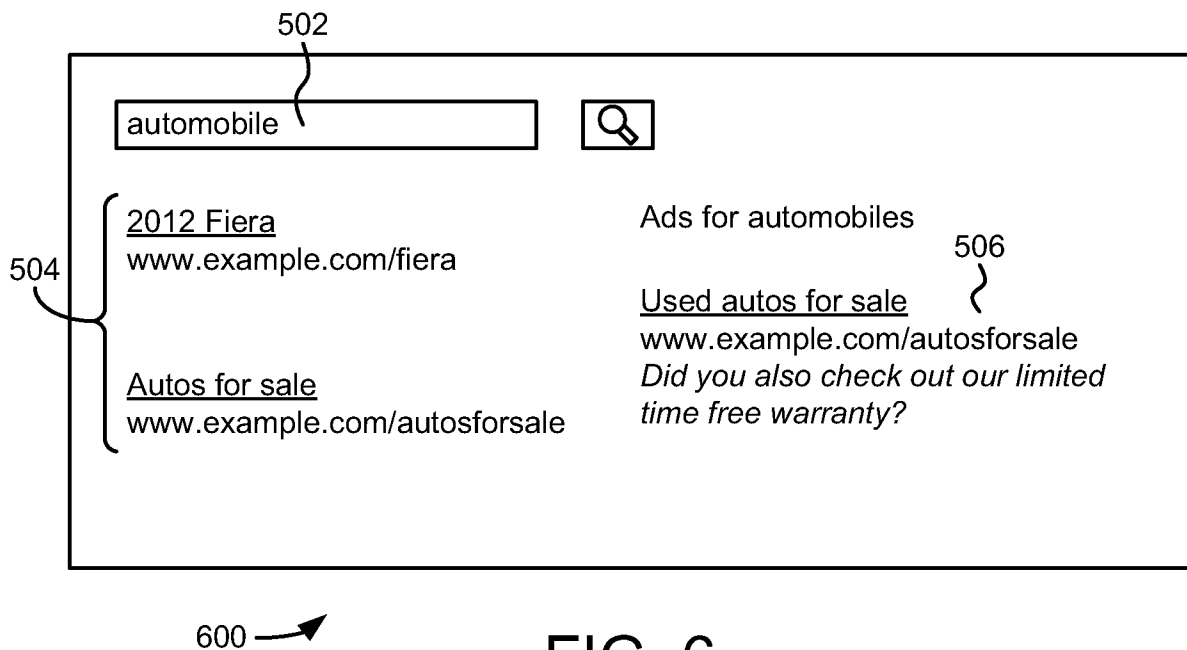 502
automobile
2012 Fiera
www.example.com/fiera
504
Autos for sale
www.example.com/autosforsale
Ads for automobiles
506
Used autos for sale
www.example.com/autosforsale
Did you also check out our limited
time free warranty?
600
FIG. 6